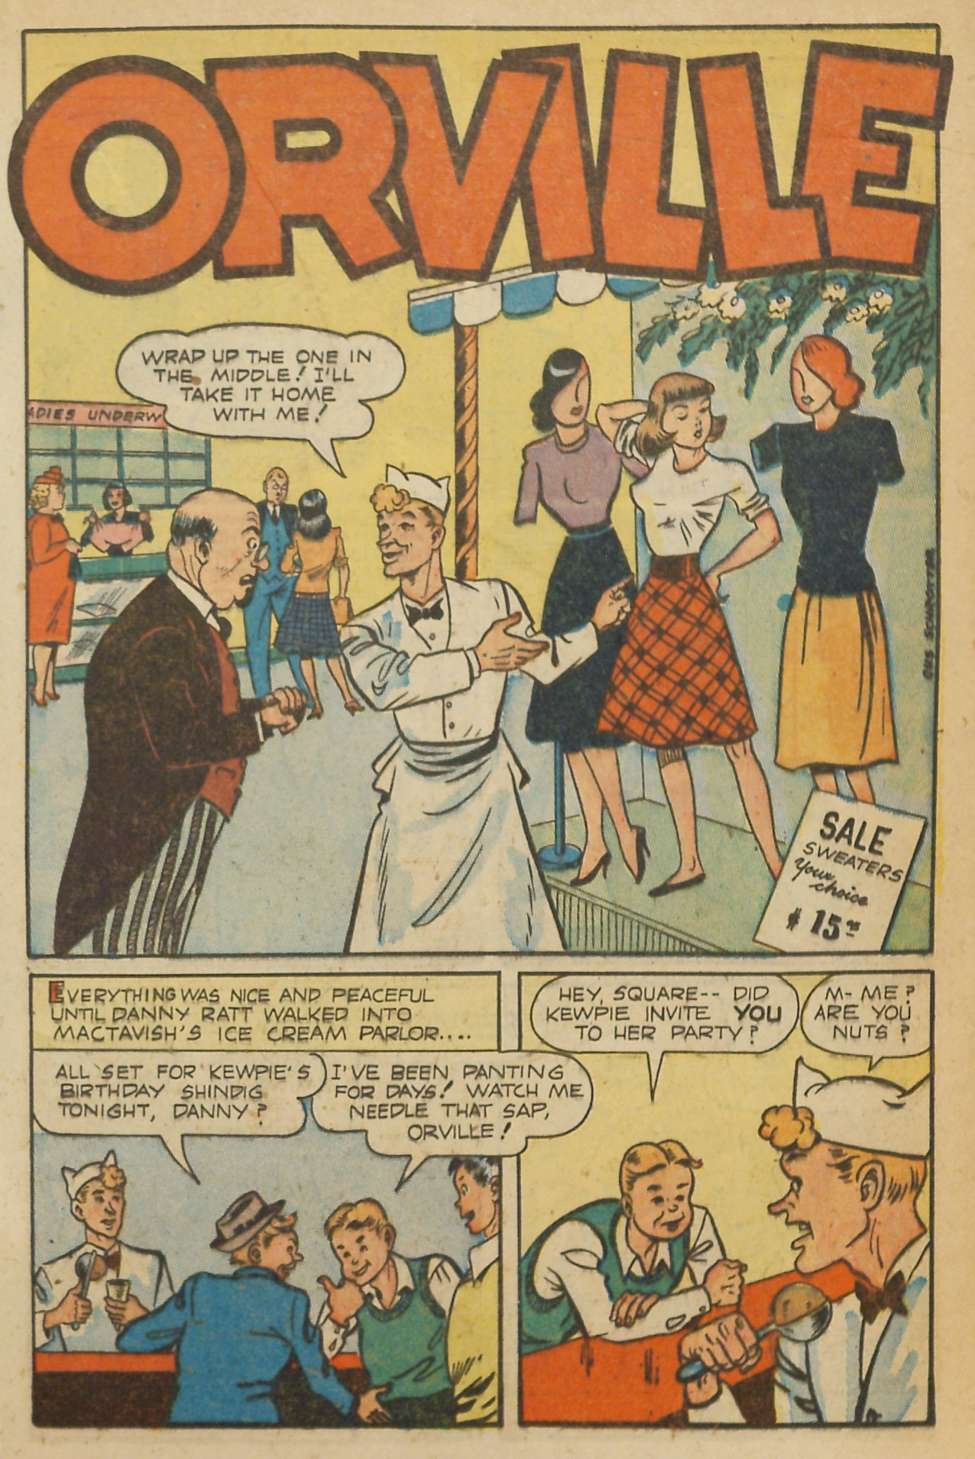 ORVILLE
WRAP UP THE ONE IN
THE MIDDLE! I'LL
TAKE IT HOME
WITH ME!
ADIES UNDERW
GUS SCHROTTER
SALE
SWEATERS
Your
choice
$15.00
EVERYTHING WAS NICE AND PEACEFUL
UNTIL DANNY RATT WALKED INTO
MACTAVISH'S ICE CREAM PARLOR....
ALL SET FOR KEWPIE'S
BIRTHDAY SHINDIG
TONIGHT, DANNY?
I'VE BEEN PANTING
FOR DAYS! WATCH ME
NEEDLE THAT SAP,
ORVILLE!
HEY, SQUARE-- DID
KEWPIE INVITE YOU
TO HER PARTY?
M-ME?
ARE YOU
NUTS?